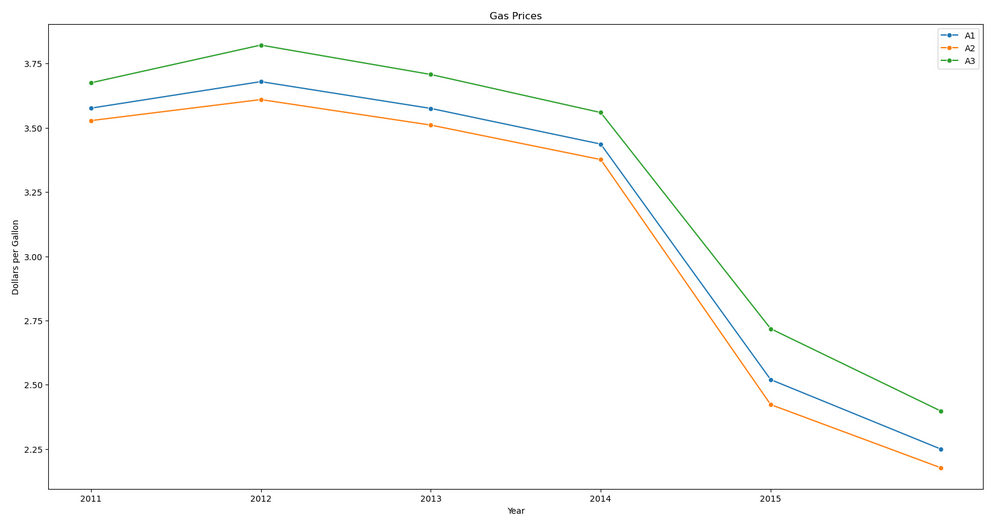 Gas Prices
A1
A2
A3
3.75
3.50
3.25
3.00
2.75
2.50
2.25
Dollars per Gallon
2011 2012 2013 2014 2015
Year